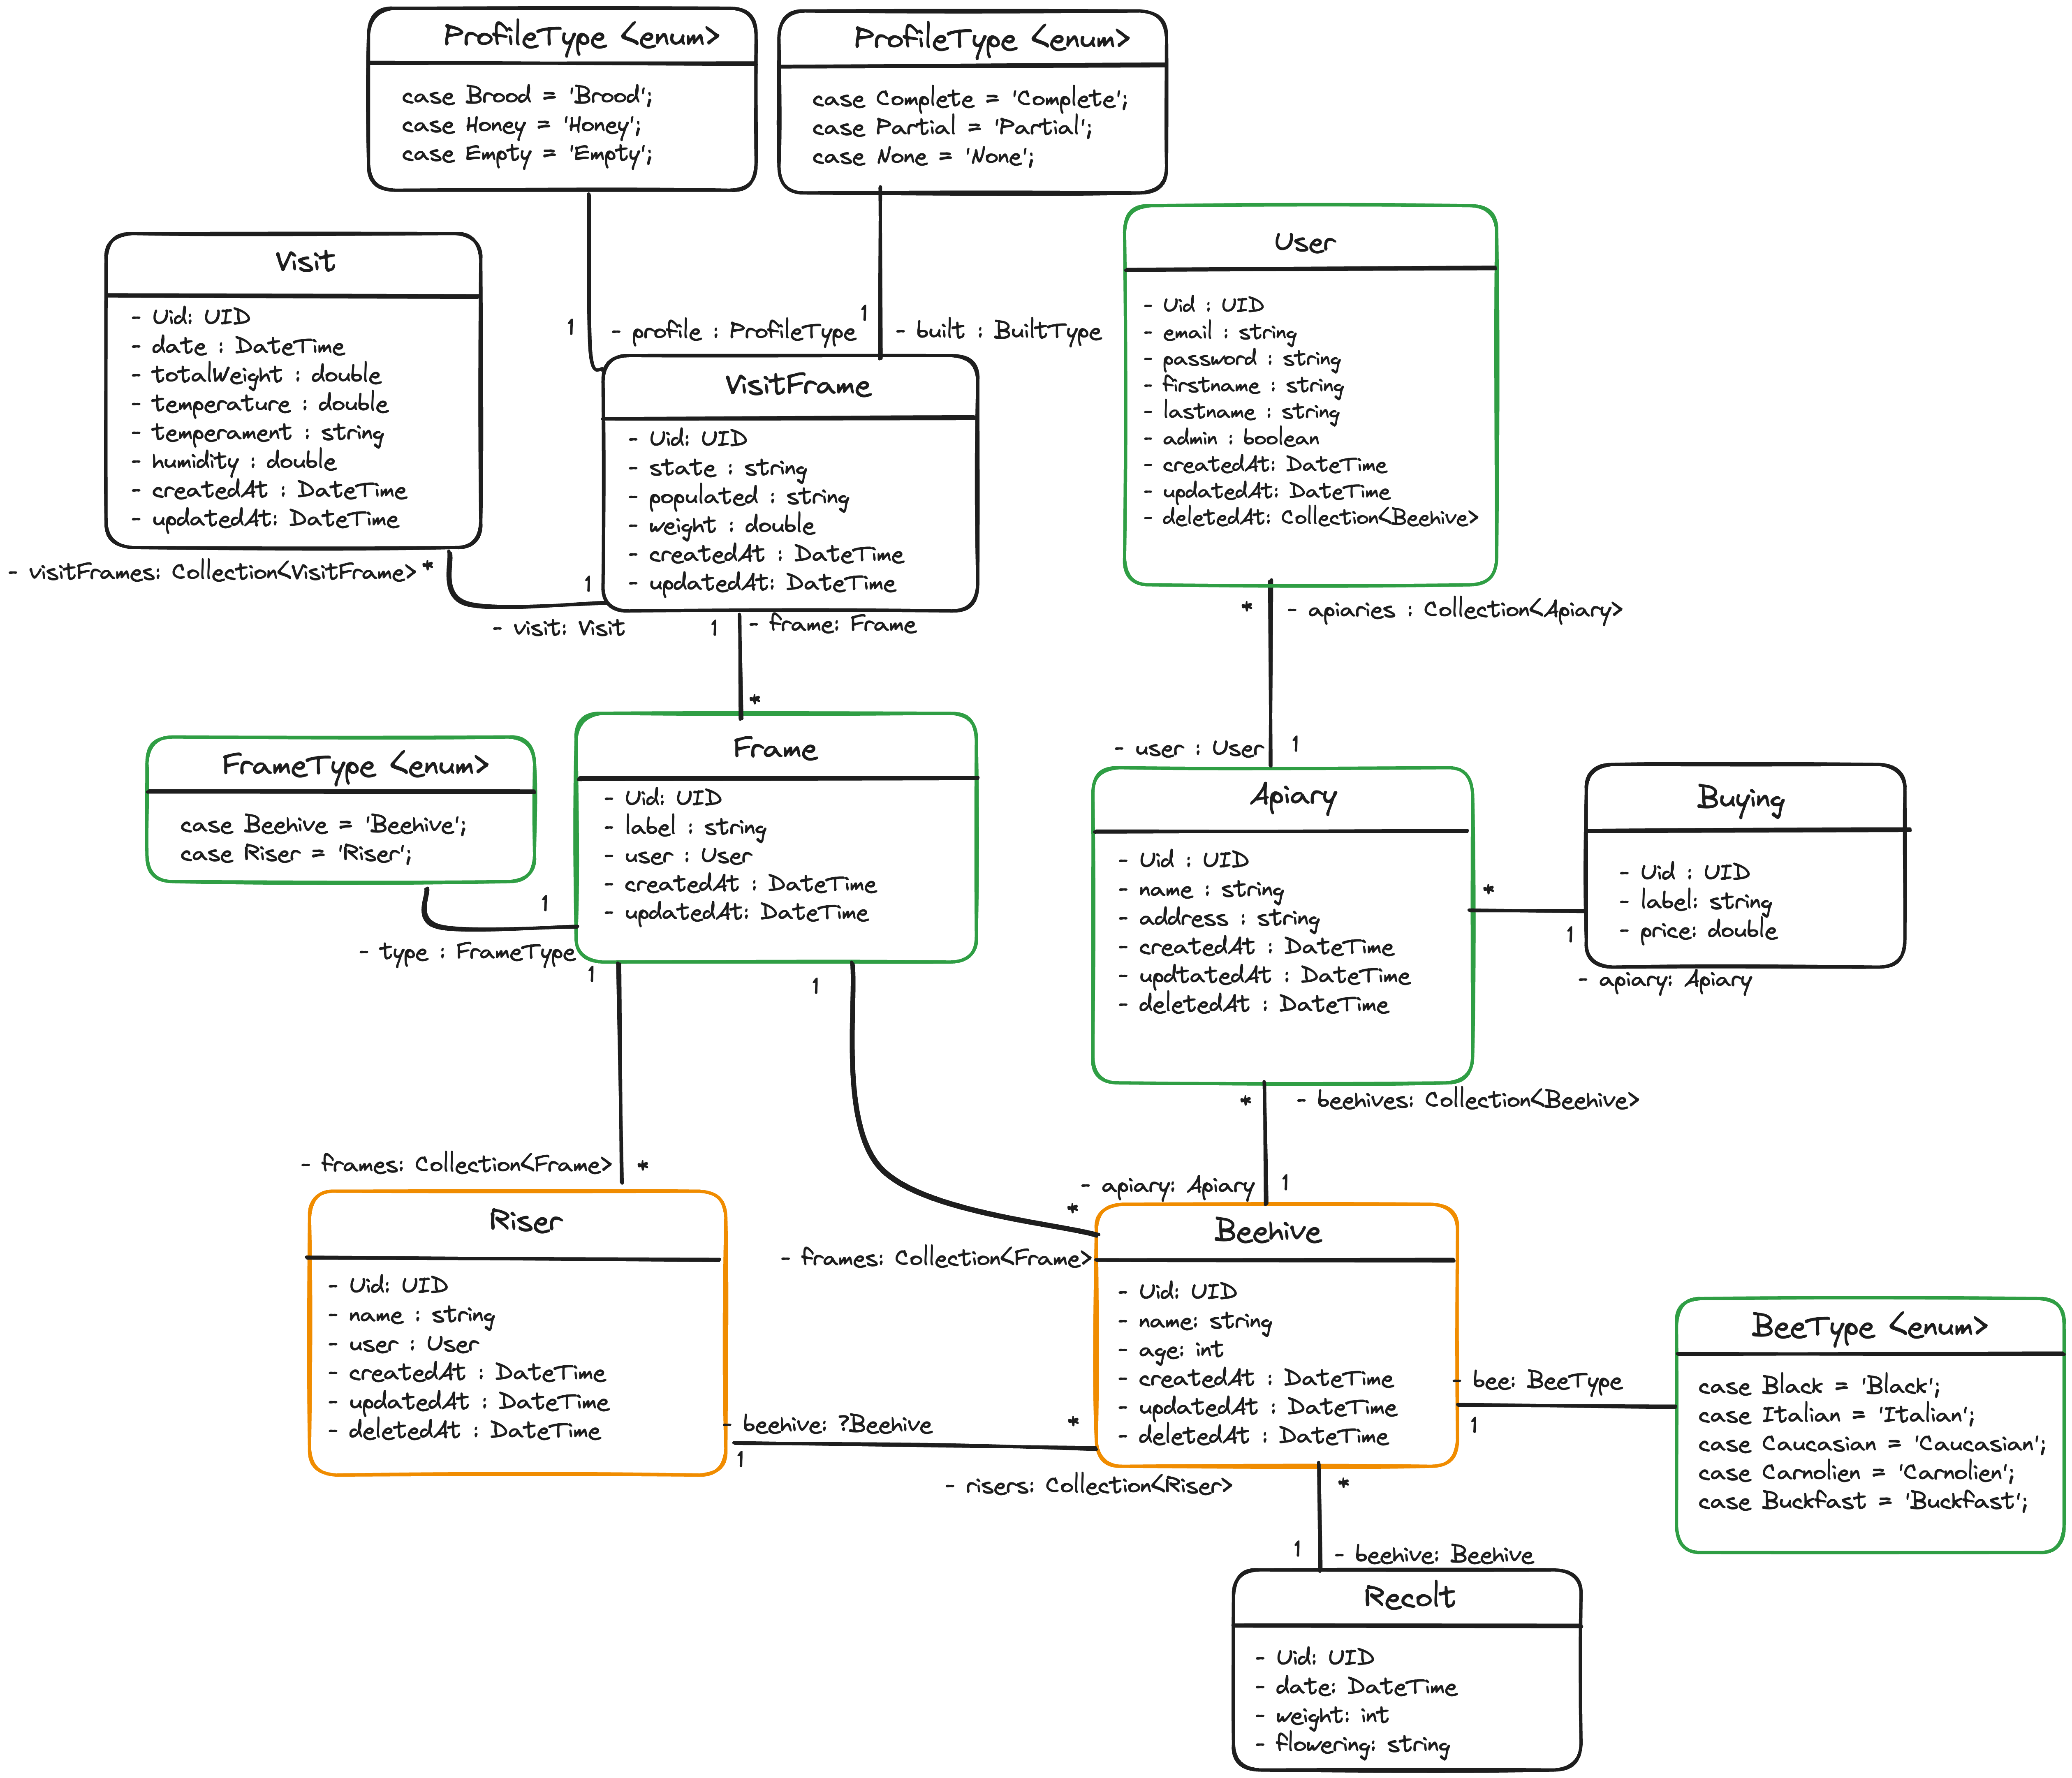 ProfileType <enum>
case Brood = 'Brood';
case Honey = 'Honey';
case Empty = 'Empty';
ProfileType <enum>
case Complete = 'Complete';
case Partial = 'Partial';
case None = 'None';
Visit
- Uid: UID
- date : DateTime
- totalWeight : double
- temperature : double
- temperament : string
- humidity : double
- createdAt : DateTime
- updatedAt: DateTime
- visitFrames: Collection<VisitFrame> *
1
- visit: Visit
1
- profile : ProfileType
1
- built : BuiltType
VisitFrame
- Uid: UID
- state : string
- populated : string
- weight : double
- createdAt : DateTime
- updatedAt: DateTime
1
- frame: Frame
*
User
- Uid : UID
- email : string
- password : string
- firstname : string
- lastname : string
- admin : boolean
- createdAt: DateTime
- updatedAt: DateTime
- deletedAt: Collection<Beehive>
*
- apiaries : Collection<Apiary>
- user : User
1
FrameType <enum>
case Beehive = 'Beehive';
case Riser = 'Riser';
1
- type : FrameType
Frame
- Uid: UID
- label : string
- user : User
- createdAt : DateTime
- updatedAt: DateTime
1
1
Apiary
- Uid : UID
- name : string
- address : string
- createdAt : DateTime
- updtatedAt : DateTime
- deletedAt : DateTime
*
1
Buying
- Uid : UID
- label: string
- price: double
- apiary: Apiary
*
- beehives: Collection<Beehive>
- apiary: Apiary
1
- frames: Collection<Frame>
*
*
- frames: Collection<Frame>
Riser
- Uid: UID
- name : string
- user : User
- createdAt : DateTime
- updatedAt : DateTime
- deletedAt : DateTime
- beehive: ?Beehive
1
*
- risers: Collection<Riser>
Beehive
- Uid: UID
- name: string
- age: int
- createdAt : DateTime
- updatedAt : DateTime
- deletedAt : DateTime
- bee: BeeType
1
BeeType <enum>
case Black = 'Black';
case Italian = 'Italian';
case Caucasian = 'Caucasian';
case Carnolien = 'Carnolien';
case Buckfast = 'Buckfast';
*
1
- beehive: Beehive
Recolt
- Uid: UID
- date: DateTime
- weight: int
- flowering: string